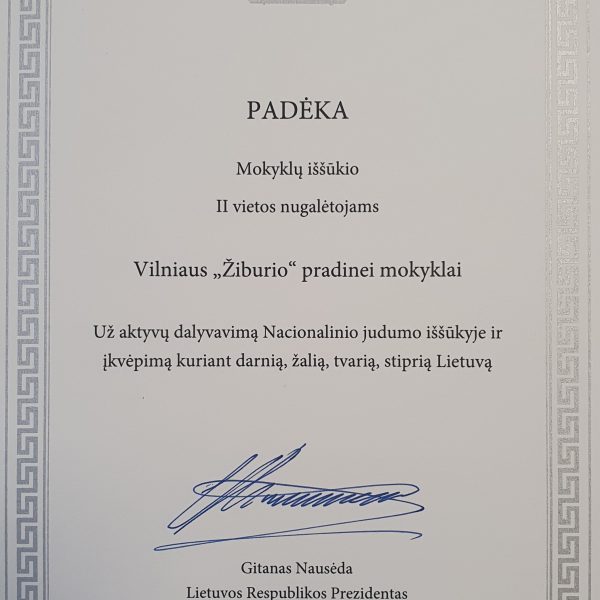 PADĖKA
Mokyklų iššūkio
II vietos nugalėtojams
Vilniaus „Žiburio“ pradinei mokyklai
Už aktyvų dalyvavimą Nacionalinio judumo iššūkyje ir
įkvėpimą kuriant darnią, žalią, tvarią, stiprią Lietuvą
Gitanas Nausėda
Lietuvos Respublikos Prezidentas